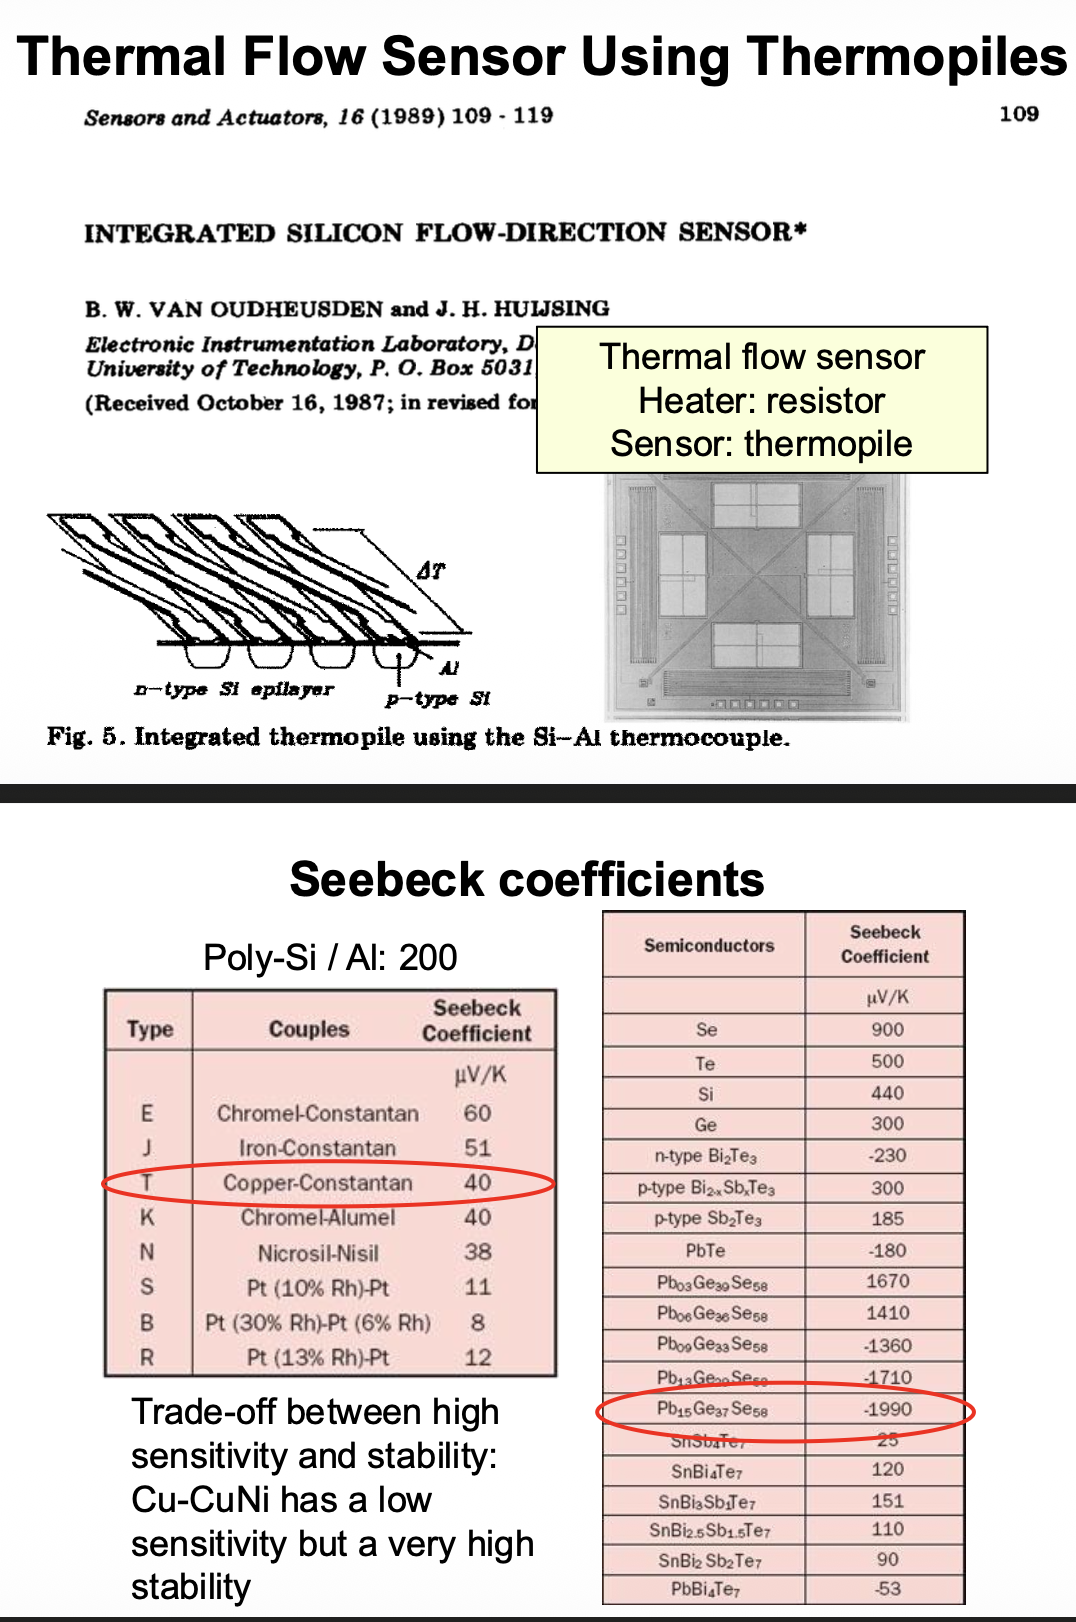 Thermal Flow Sensor Using Thermopiles
Sensors and Actuators, 16 (1989) 109 - 119
109
INTEGRATED SILICON FLOW-DIRECTION SENSOR*
B. W. VAN OUDHEUSDEN and J. H. HUIJSING
Electronic Instrumentation Laboratory, D
University of Technology, P. O. Box 5031
(Received October 16, 1987; in revised for
Thermal flow sensor
Heater: resistor
Sensor: thermopile
ΔT
Al
n-type Si epilayer
p-type Si
Fig. 5. Integrated thermopile using the Si-Al thermocouple.
Seebeck coefficients
Poly-Si / Al: 200
Type Couples Seebeck Coefficient
µV/K
E Chromel-Constantan 60
J Iron-Constantan 51
T Copper-Constantan 40
K Chromel-Alumel 40
N Nicrosil-Nisil 38
S Pt (10% Rh)-Pt 11
B Pt (30% Rh)-Pt (6% Rh) 8
R Pt (13% Rh)-Pt 12
Trade-off between high
sensitivity and stability:
Cu-CuNi has a low
sensitivity but a very high
stability
Semiconductors Seebeck Coefficient
µV/K
Se 900
Te 500
Si 440
Ge 300
n-type Bi₂Te₃ -230
p-type Bi₂₋ₓSbₓTe₃ 300
p-type Sb₂Te₃ 185
PbTe -180
Pb₀₃Ge₃₉Se₅₈ 1670
Pb₀₆Ge₃₆Se₅₈ 1410
Pb₀₉Ge₃₃Se₅₈ -1360
Pb₁₃Ge₂₉Se₅₈ -1710
Pb₁₅Ge₃₇Se₅₈ -1990
SnSb₄Te₇ 25
SnBi₄Te₇ 120
SnBi₃Sb₁Te₇ 151
SnBi₂.₅Sb₁.₅Te₇ 110
SnBi₂Sb₂Te₇ 90
PbBi₄Te₇ -53